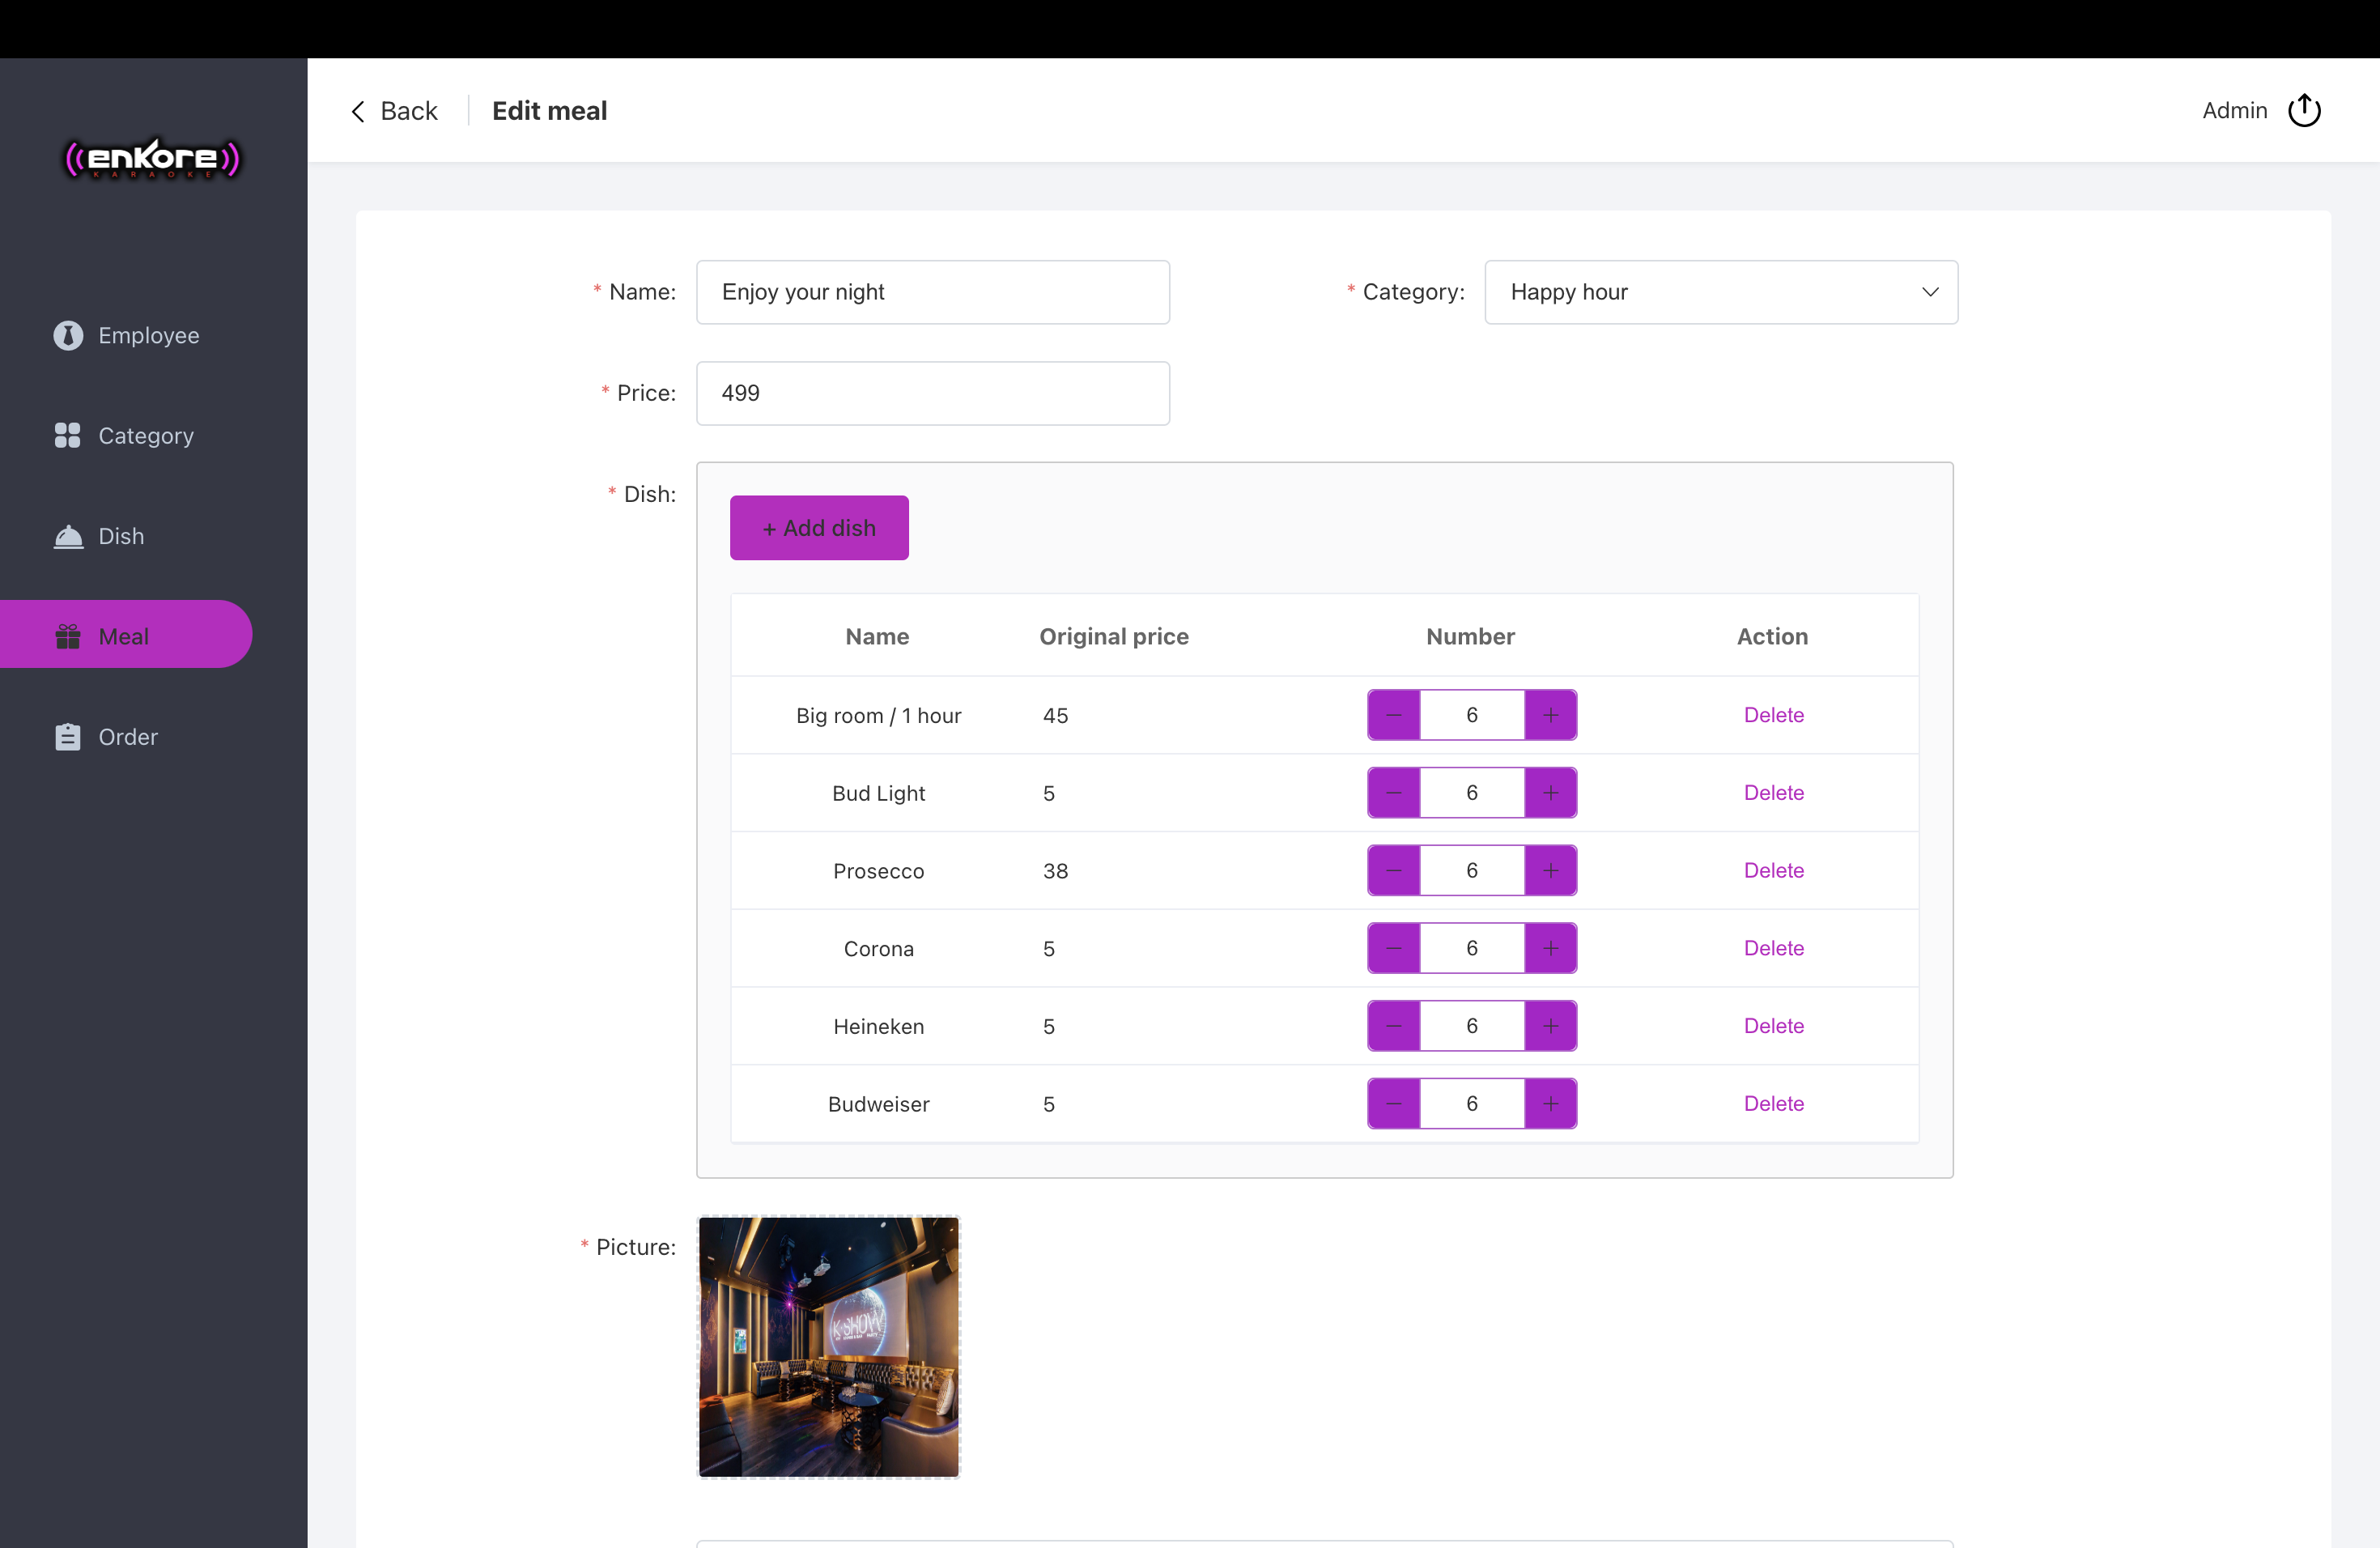 Back
Edit meal
Admin
enKore
KARAOKE
Employee
Category
Dish
Meal
Order
* Name:
Enjoy your night
* Category:
Happy hour
* Price:
499
* Dish:
+ Add dish
Name Original price Number Action
Big room / 1 hour 45 − 6 + Delete
Bud Light 5 − 6 + Delete
Prosecco 38 − 6 + Delete
Corona 5 − 6 + Delete
Heineken 5 − 6 + Delete
Budweiser 5 − 6 + Delete
* Picture:
K-SHOW